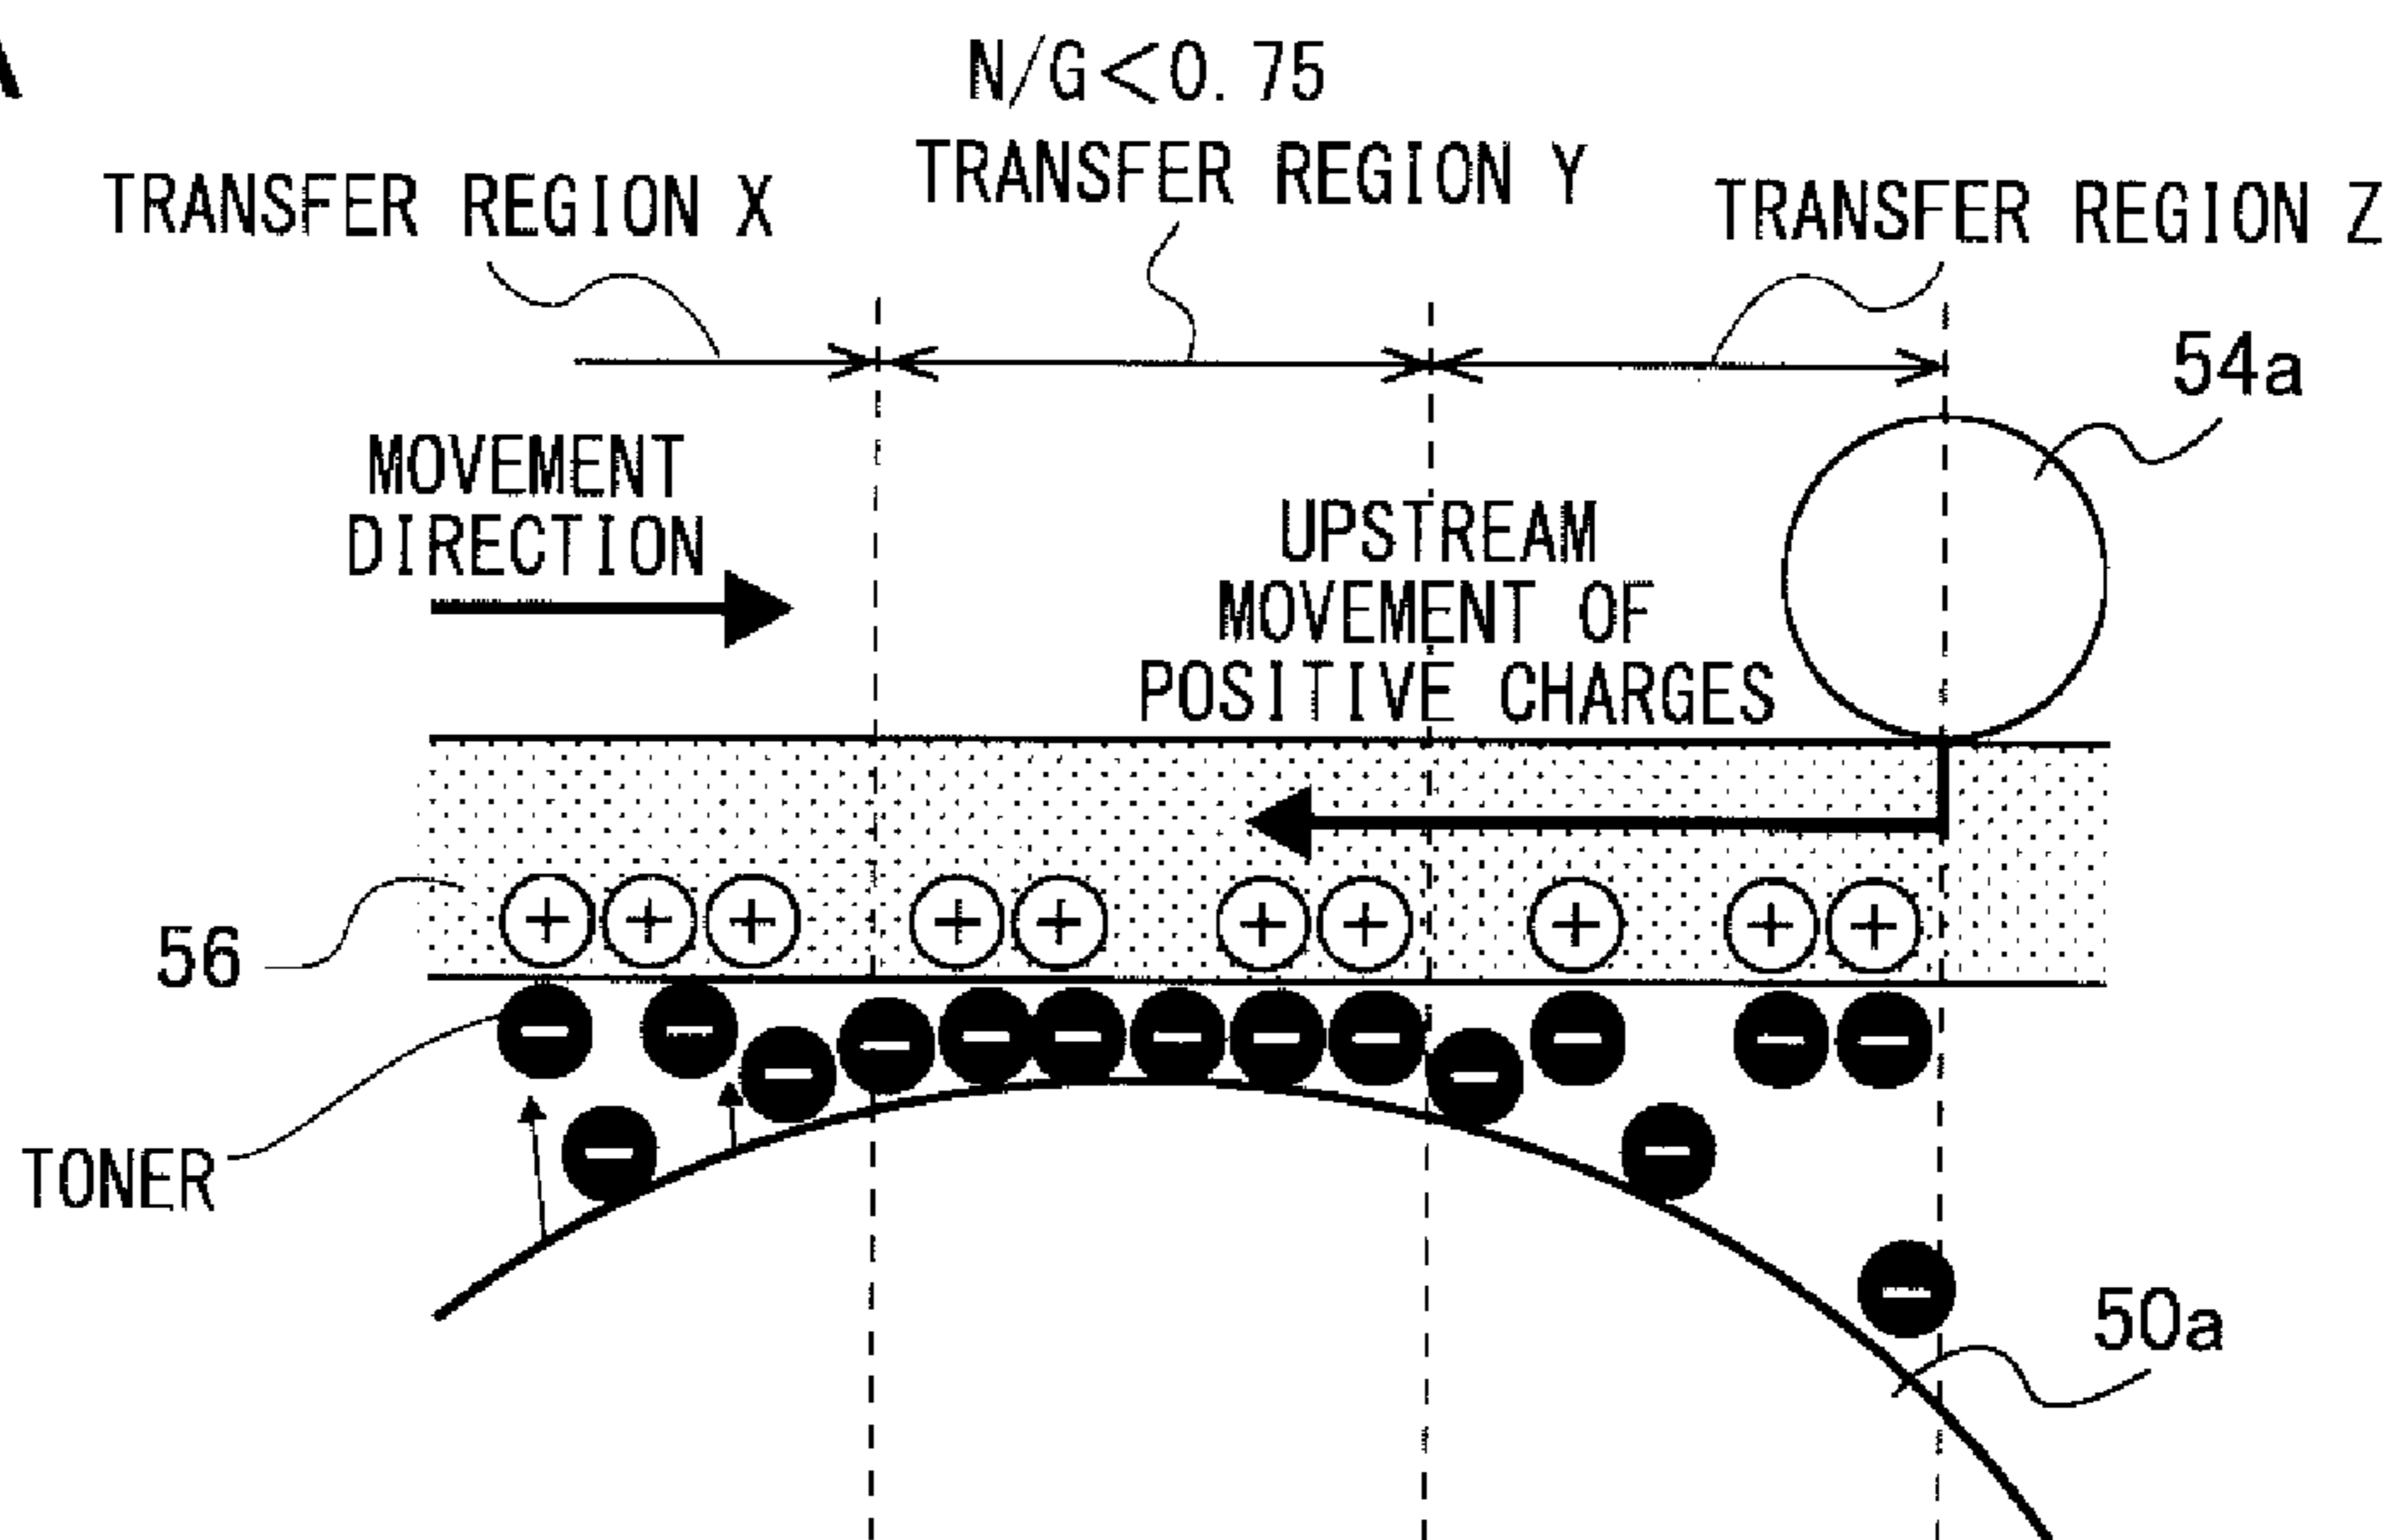 N/G<0.75
TRANSFER REGION X
TRANSFER REGION Y
TRANSFER REGION Z
54a
MOVEMENT
DIRECTION
UPSTREAM
MOVEMENT OF
POSITIVE CHARGES
56
TONER
50a